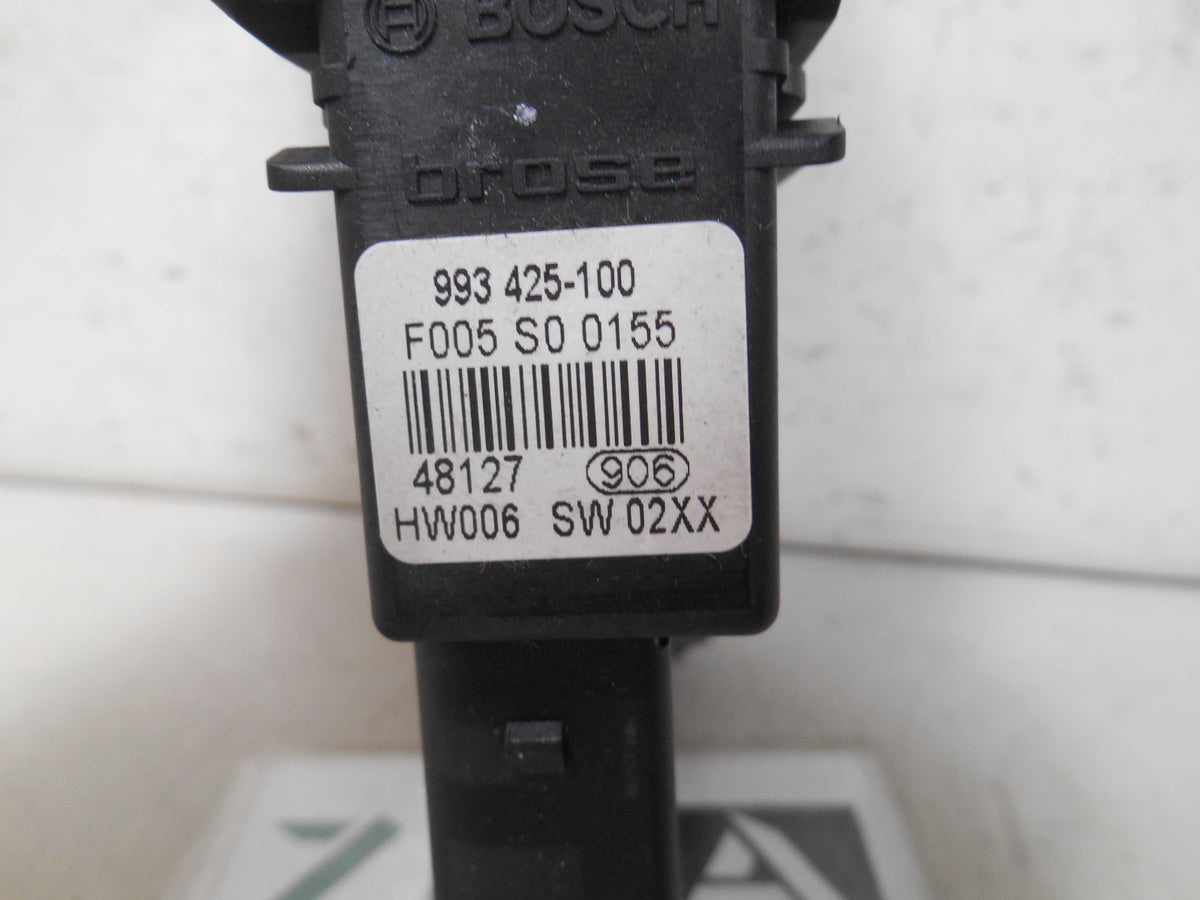 BOSCH
brose
993 425-100
F005 S0 0155
48127 906
HW006 SW 02XX